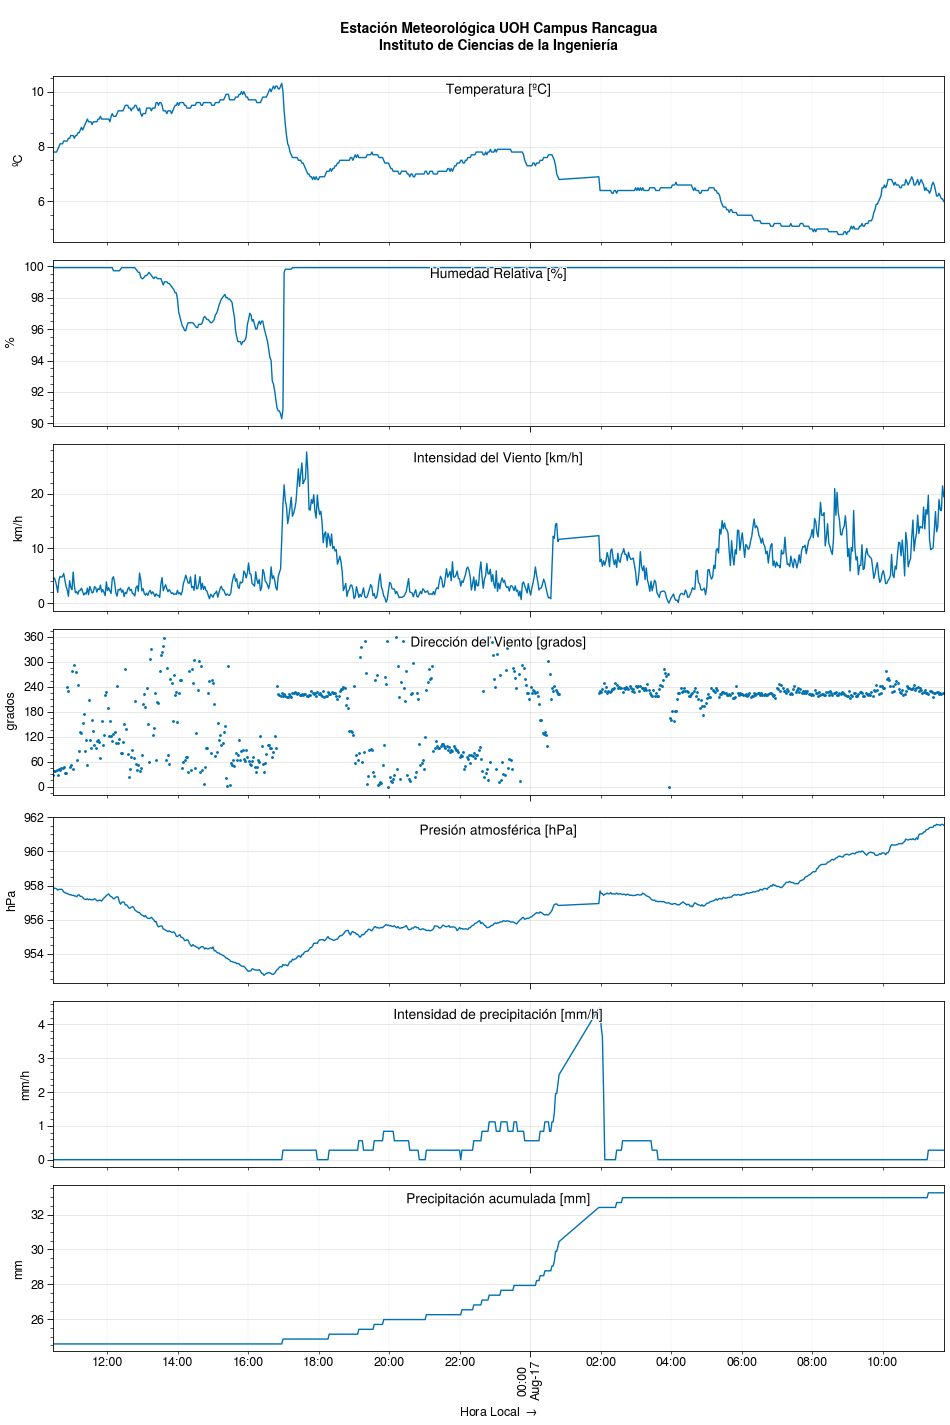 Estación Meteorológica UOH Campus Rancagua
Instituto de Ciencias de la Ingeniería
Temperatura [ºC]
10
8
6
ºC
Humedad Relativa [%]
100
98
96
94
92
90
%
Intensidad del Viento [km/h]
20
10
0
km/h
Dirección del Viento [grados]
360
300
240
180
120
60
0
grados
Presión atmosférica [hPa]
962
960
958
956
954
hPa
Intensidad de precipitación [mm/h]
4
3
2
1
0
mm/h
Precipitación acumulada [mm]
32
30
28
26
mm
12:00 14:00 16:00 18:00 20:00 22:00 00:00 02:00 04:00 06:00 08:00 10:00
Aug-17
Hora Local →